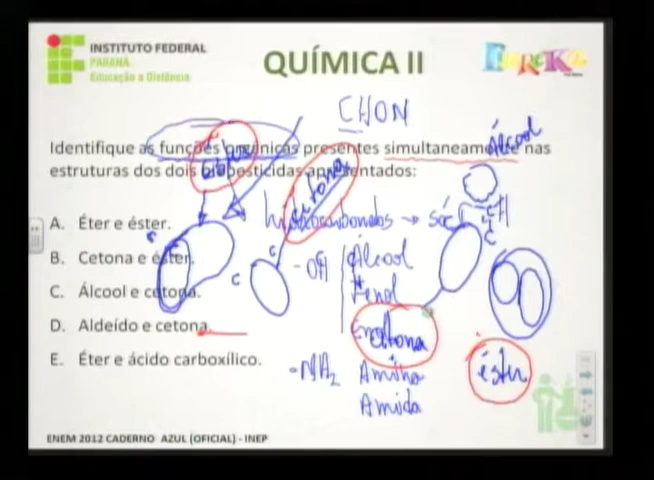 INSTITUTO FEDERAL
PARANÁ
Educação a Distância
QUÍMICA II
EUREKA
CHON
Identifique as funções orgânicas presentes simultaneamente nas
Álcool
estruturas dos dois biopesticidas apresentados:
cetona
A. Éter e éster.
hidrocarbonetos → só C
B. Cetona e éster.
C
C
C
- OH
Álcool
C. Álcool e cetona.
Fenol
D. Aldeído e cetona.
éster
E. Éter e ácido carboxílico.
- NH2 Amina
Amida
ENEM 2012 CADERNO AZUL (OFICIAL) - INEP